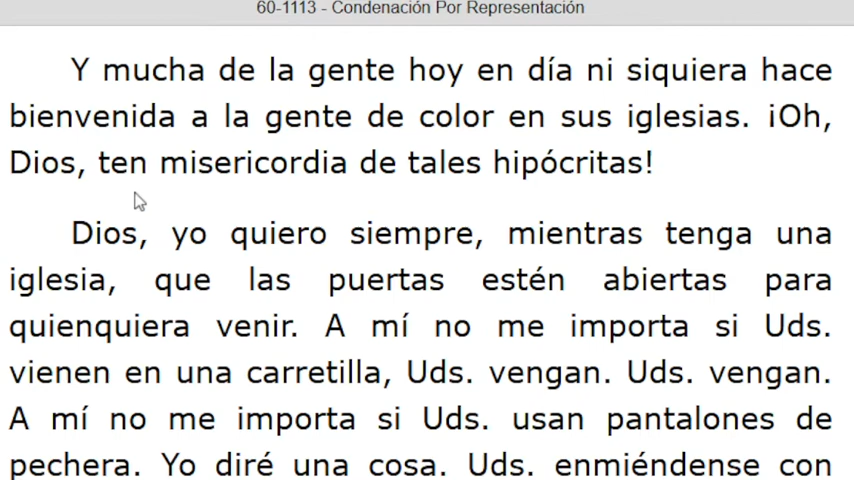 60-1113 - Condenación Por Representación
Y mucha de la gente hoy en día ni siquiera hace
bienvenida a la gente de color en sus iglesias. ¡Oh,
Dios, ten misericordia de tales hipócritas!
Dios, yo quiero siempre, mientras tenga una
iglesia, que las puertas estén abiertas para
quienquiera venir. A mí no me importa si Uds.
vienen en una carretilla, Uds. vengan. Uds. vengan.
A mí no me importa si Uds. usan pantalones de
pechera. Yo diré una cosa. Uds. enmiéndense con